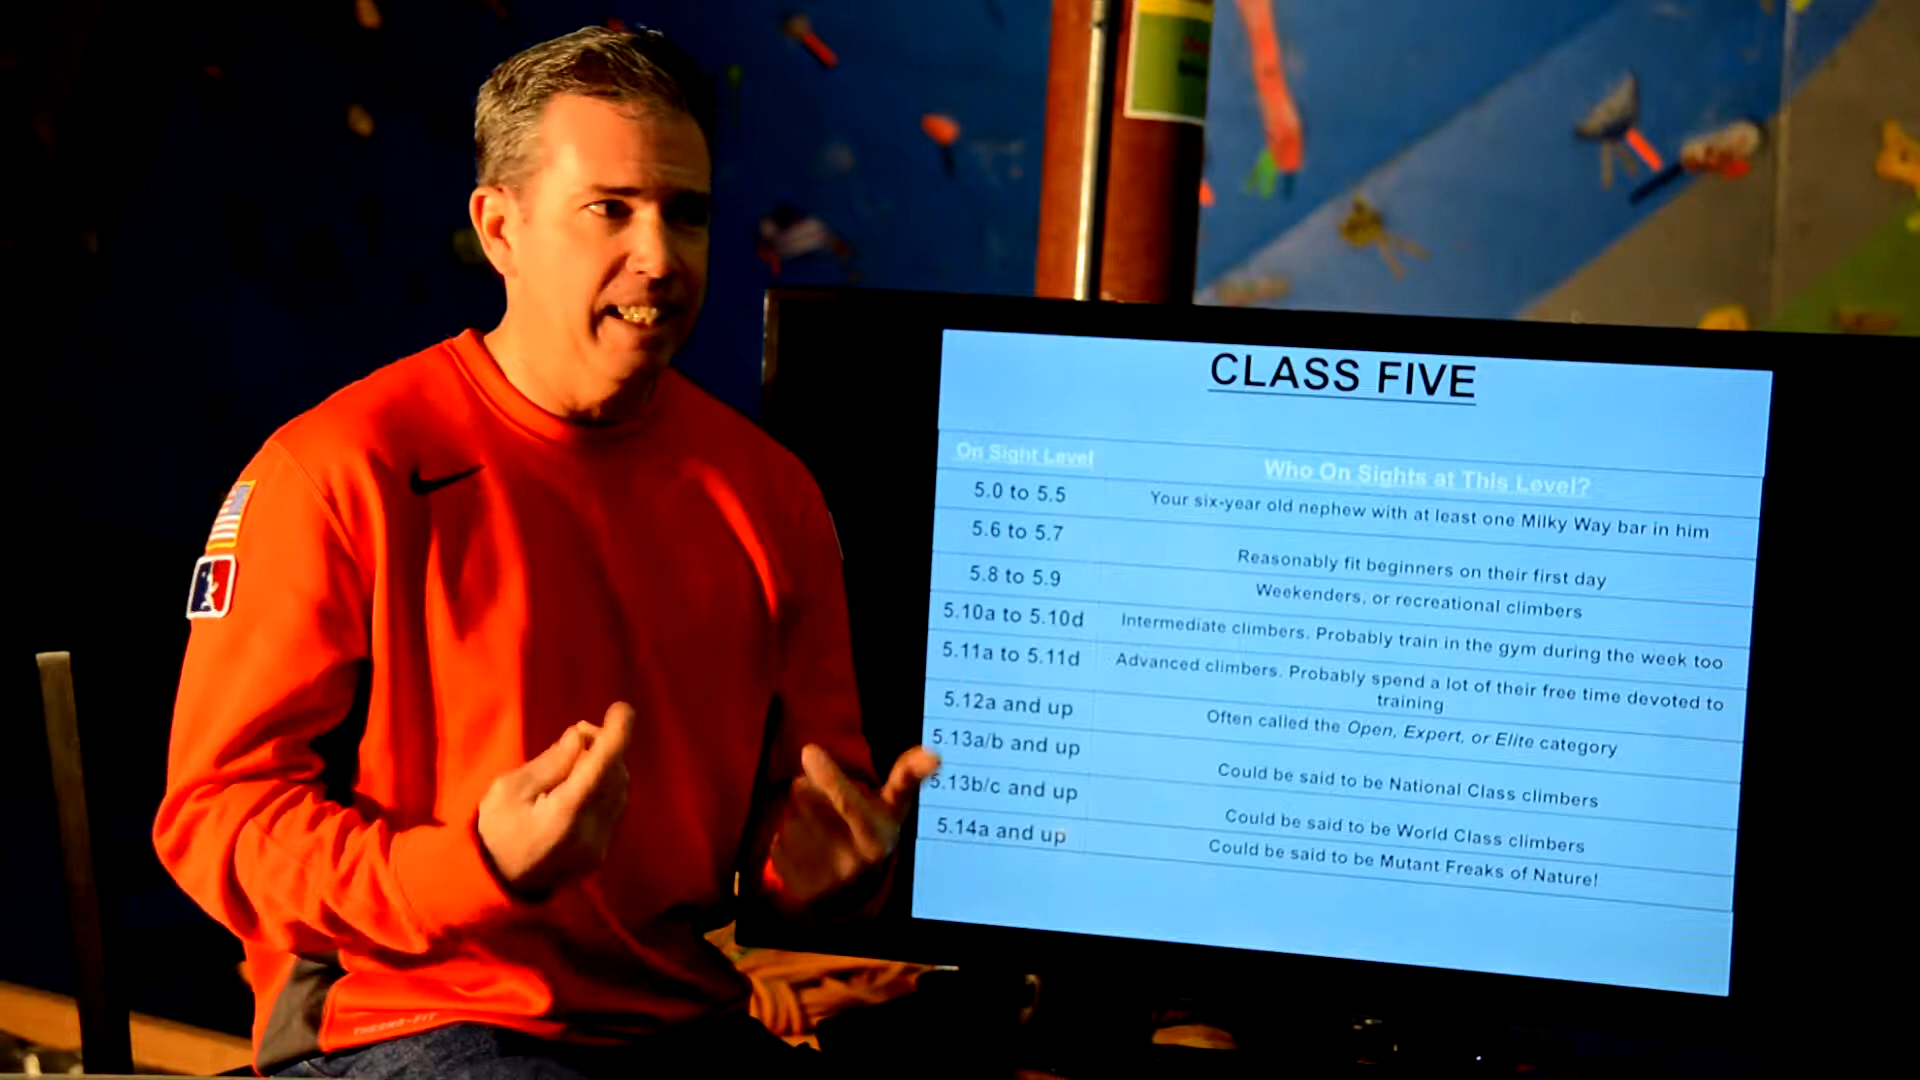 CLASS FIVE
On Sight Level
Who On Sights at This Level?
5.0 to 5.5
Your six-year old nephew with at least one Milky Way bar in him
5.6 to 5.7
Reasonably fit beginners on their first day
5.8 to 5.9
Weekenders, or recreational climbers
5.10a to 5.10d
Intermediate climbers. Probably train in the gym during the week too
5.11a to 5.11d
Advanced climbers. Probably spend a lot of their free time devoted to
training
5.12a and up
Often called the Open, Expert, or Elite category
5.13a/b and up
Could be said to be National Class climbers
5.13b/c and up
Could be said to be World Class climbers
5.14a and up
Could be said to be Mutant Freaks of Nature!
THERMA-FIT